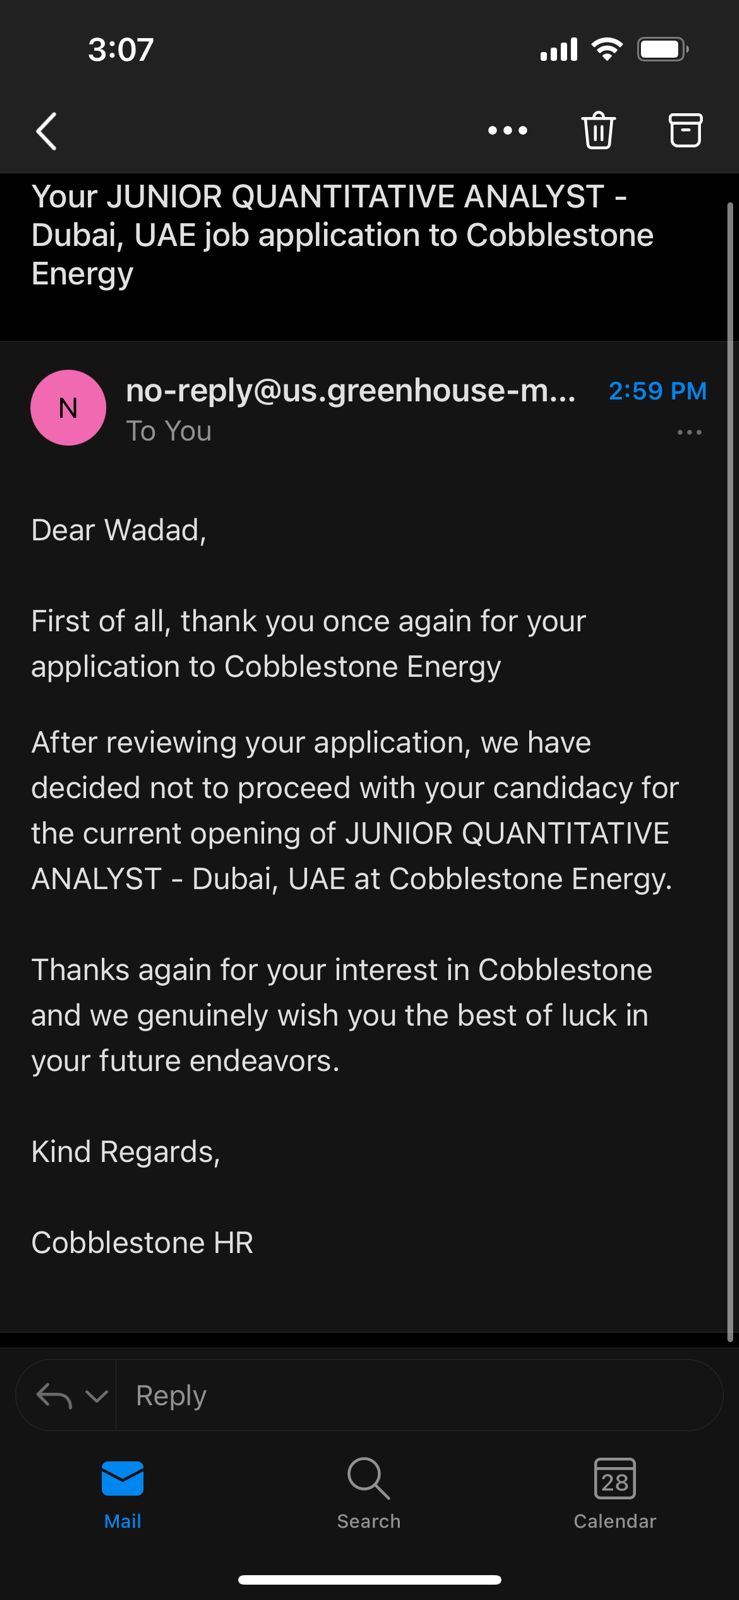 3:07
Your JUNIOR QUANTITATIVE ANALYST -
Dubai, UAE job application to Cobblestone
Energy
N
no-reply@us.greenhouse-m...
2:59 PM
To You
Dear Wadad,
First of all, thank you once again for your
application to Cobblestone Energy
After reviewing your application, we have
decided not to proceed with your candidacy for
the current opening of JUNIOR QUANTITATIVE
ANALYST - Dubai, UAE at Cobblestone Energy.
Thanks again for your interest in Cobblestone
and we genuinely wish you the best of luck in
your future endeavors.
Kind Regards,
Cobblestone HR
Reply
28
Mail
Search
Calendar